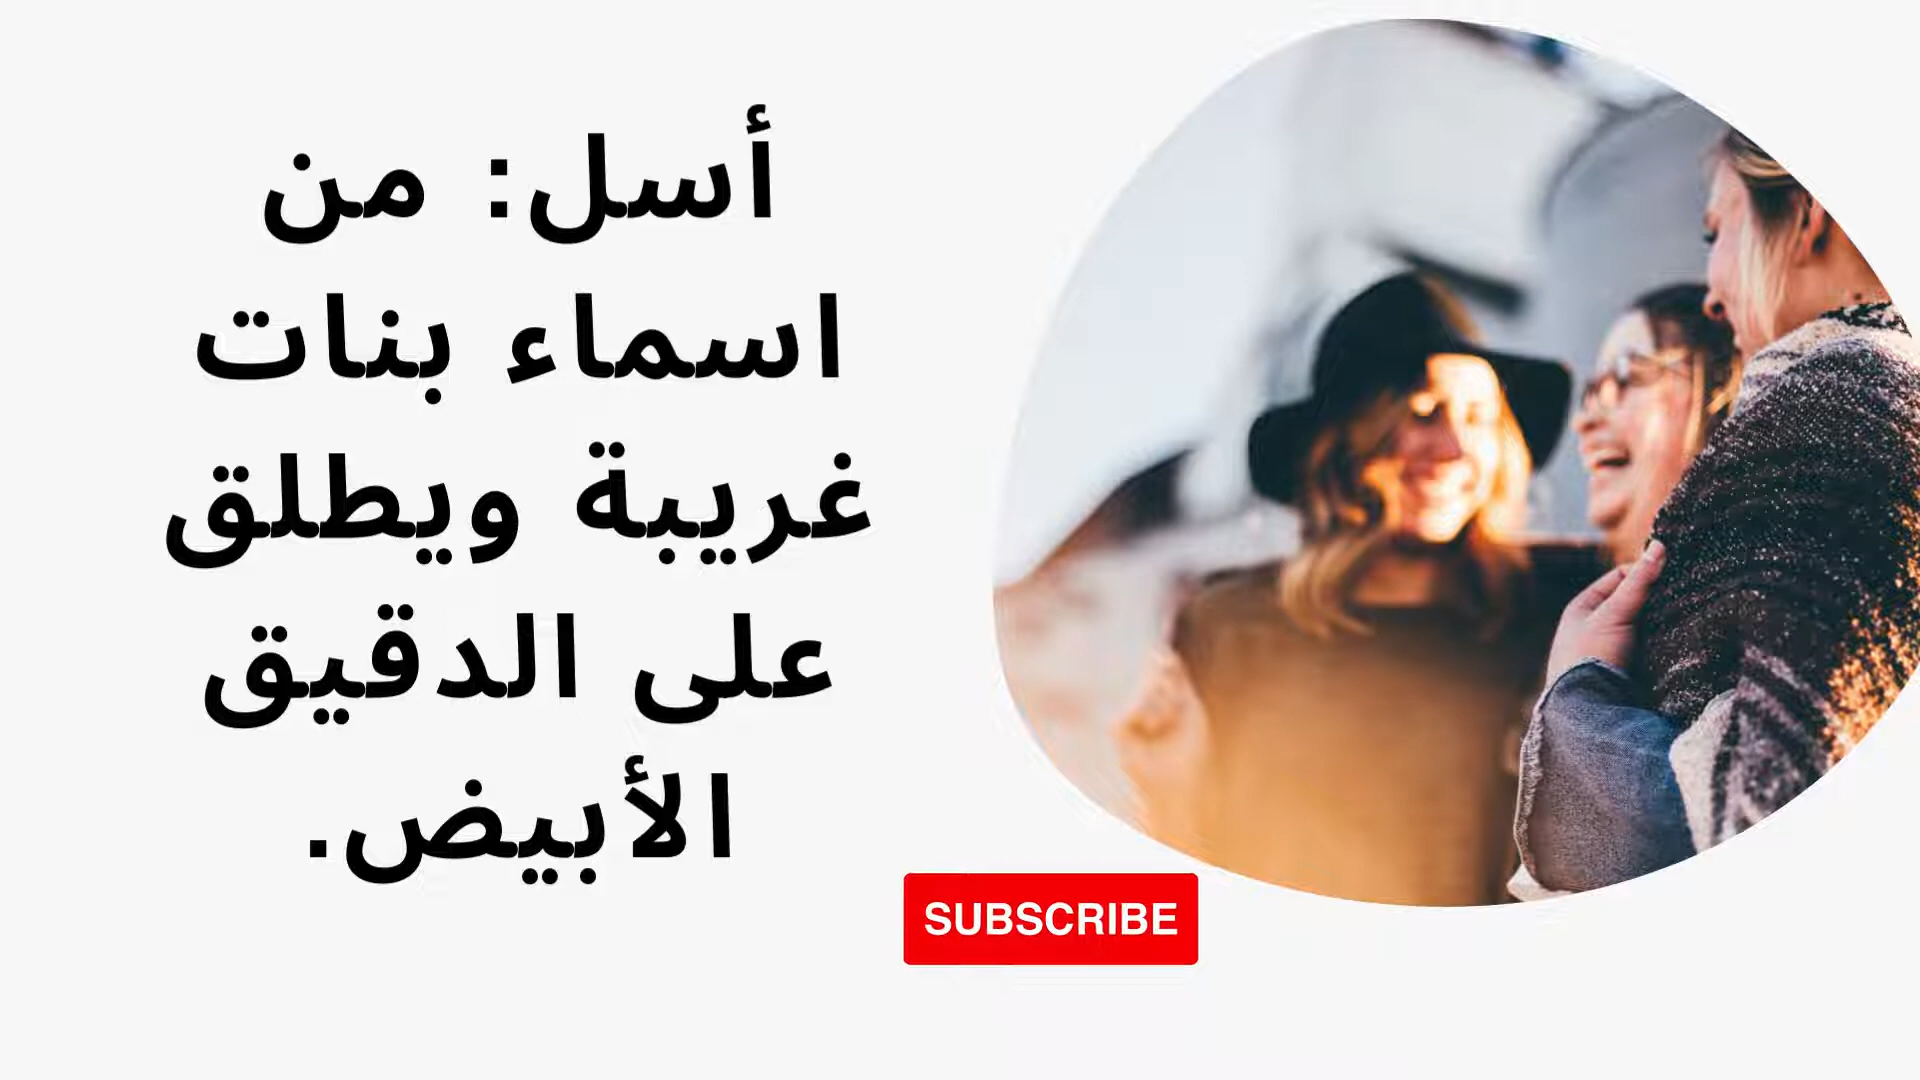 أسل: من
اسماء بنات
غريبة ويطلق
على الدقيق
الأبيض.
SUBSCRIBE